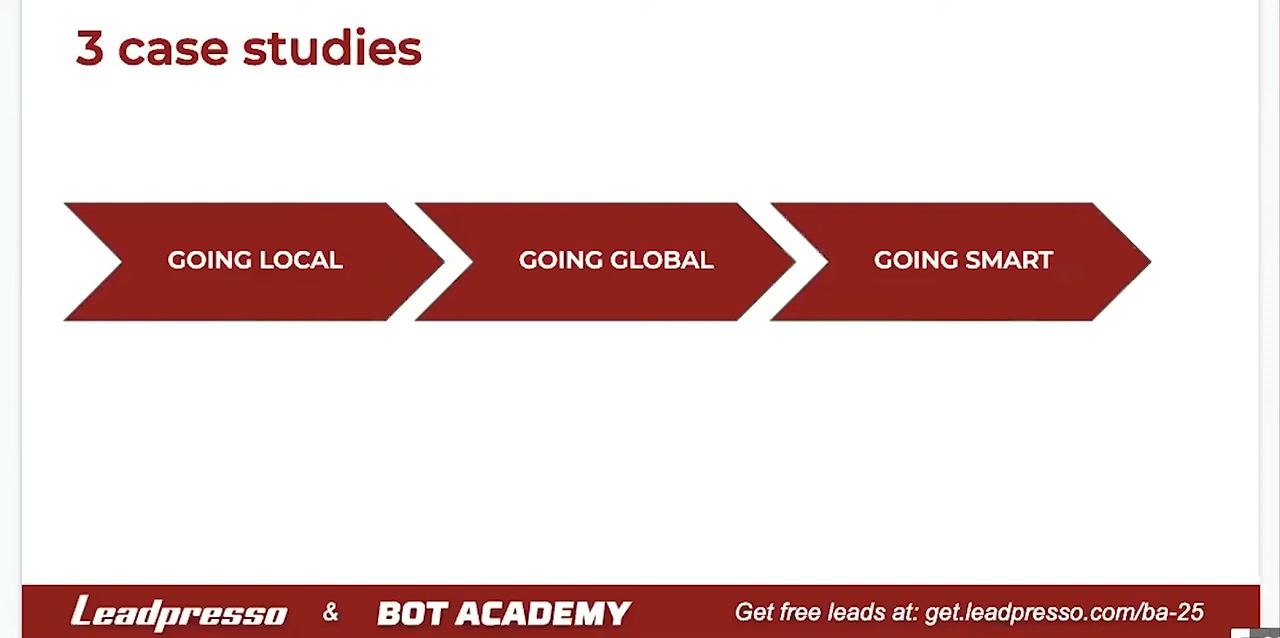 3 case studies
GOING LOCAL
GOING GLOBAL
GOING SMART
Leadpresso & BOT ACADEMY Get free leads at: get.leadpresso.com/ba-25